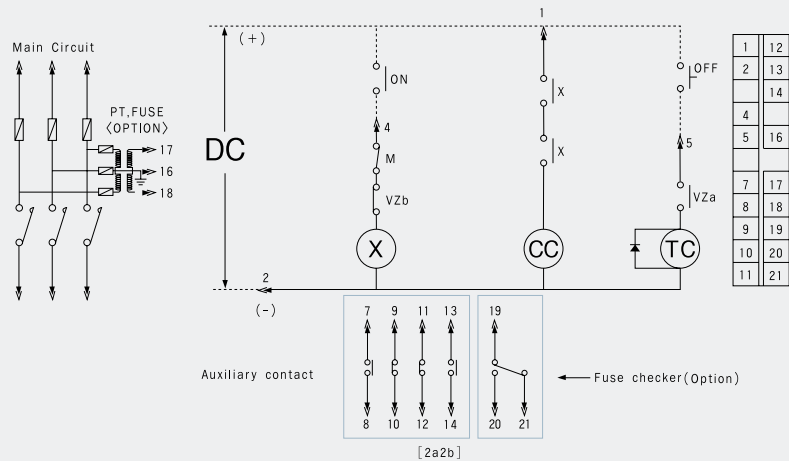 Main Circuit
PT,FUSE
〈OPTION〉
17
16
18
DC
(+)
1
ON
4
M
VZb
X
X
X
CC
OFF
5
VZa
TC
2
(-)
1 12
2 13
14
4
5 16
7 17
8 18
9 19
10 20
11 21
Auxiliary contact
7 9 11 13
8 10 12 14
[2a2b]
19
20 21
Fuse checker(Option)